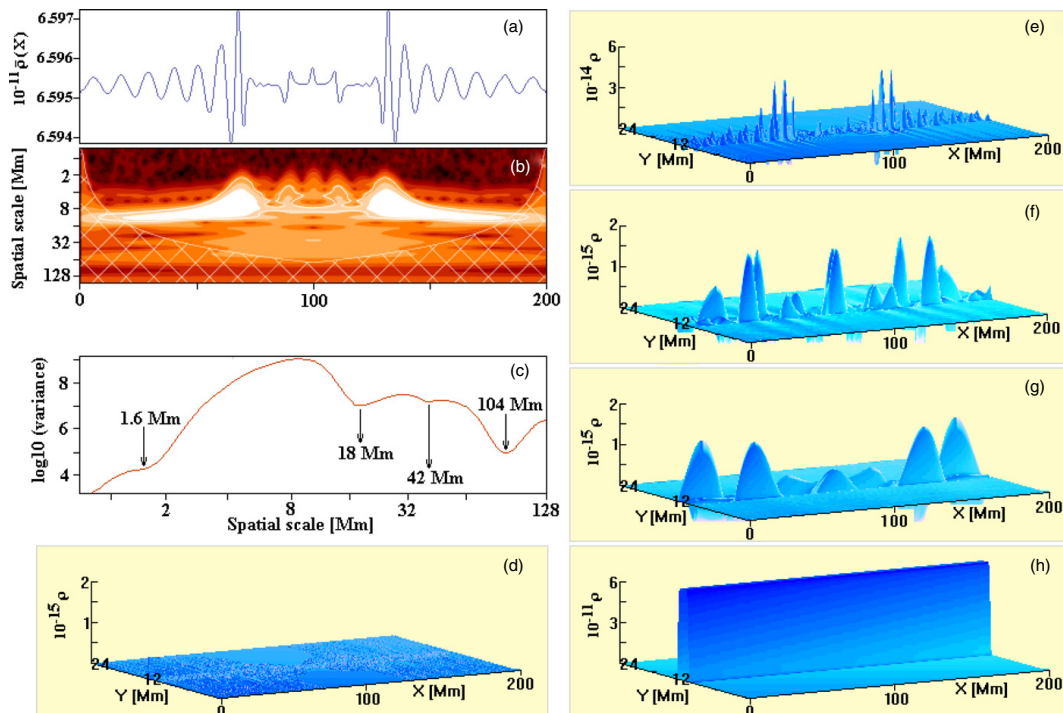 (a)
6.597
6.596
6.595
6.594
10⁻¹¹ ρ̄(X)
(b)
2
8
32
128
Spatial scale [Mm]
0 100 200
(c)
8
6
4
log10 (variance)
1.6 Mm
18 Mm
42 Mm
104 Mm
2 8 32 128
Spatial scale [Mm]
(d)
2
1
10⁻¹⁵ ρ
24
12
Y [Mm]
0
100
X [Mm]
200
(e)
6
3
10⁻¹⁴ ρ
24
12
Y [Mm]
0
100
X [Mm]
200
(f)
2
1
10⁻¹⁵ ρ
24
12
Y [Mm]
0
100
X [Mm]
200
(g)
2
1
10⁻¹⁵ ρ
24
12
Y [Mm]
0
100
X [Mm]
200
(h)
6
3
10⁻¹¹ ρ
24
12
Y [Mm]
0
100
X [Mm]
200